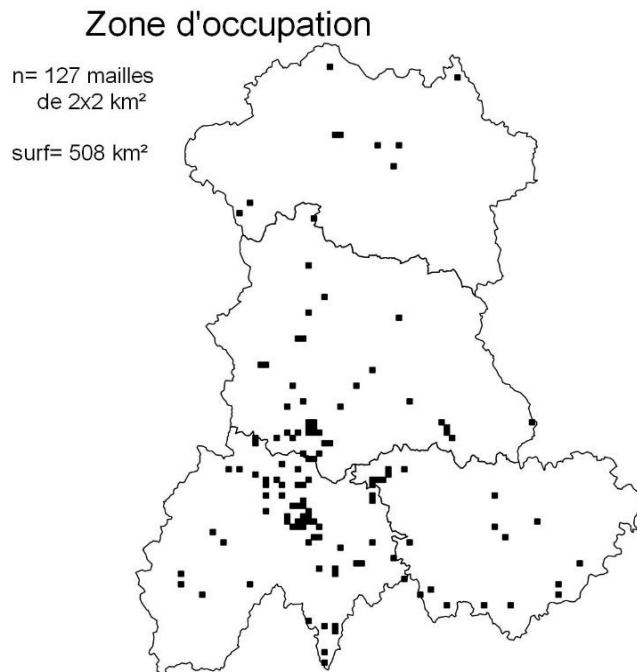 Zone d'occupation
n= 127 mailles
de 2x2 km²
surf= 508 km²